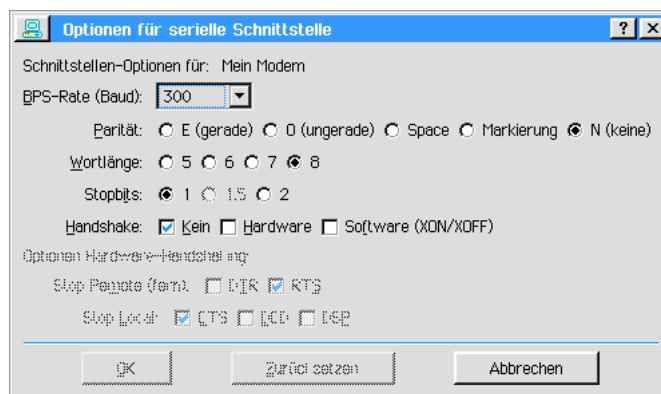 Optionen für serielle Schnittstelle
Schnittstellen-Optionen für: Mein Modem
BPS-Rate (Baud): 300
Parität: E (gerade) O (ungerade) Space Markierung N (keine)
Wortlänge: 5 6 7 8
Stopbits: 1 1.5 2
Handshake: Kein Hardware Software (XON/XOFF)
Optionen Hardware-Handshaking:
Stop Remote (fern): DTR RTS
Stop Local: CTS DCD DSR
OK Zurück setzen Abbrechen